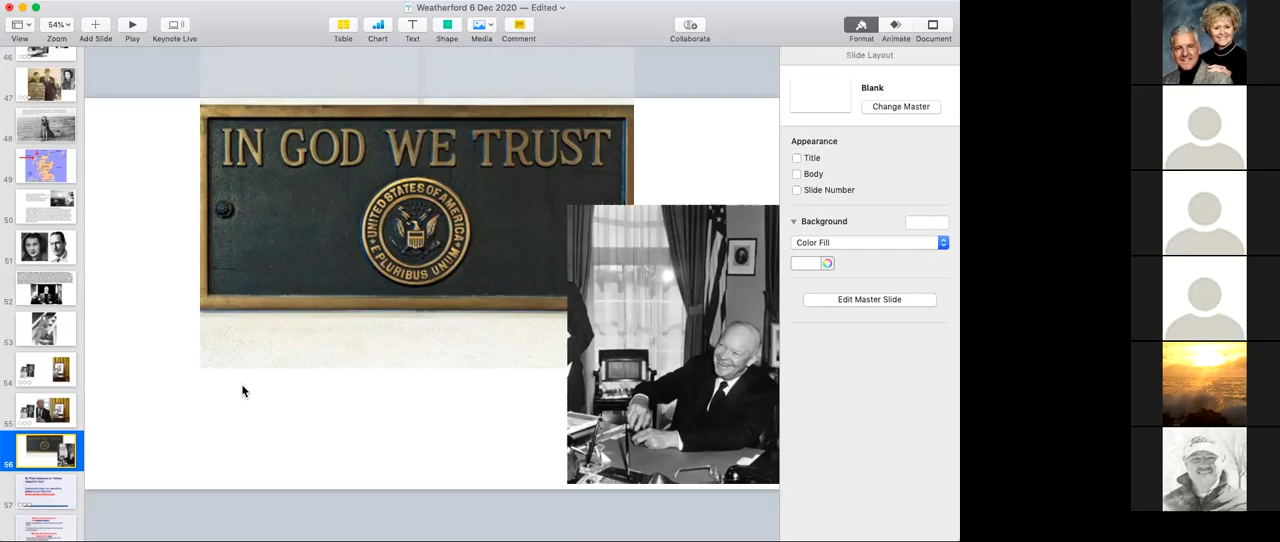 Weatherford 6 Dec 2020 — Edited
54%
View
Zoom
Add Slide
Play
Keynote Live
Table
Chart
Text
Shape
Media
Comment
Collaborate
Format
Animate
Document
46
47
48
49
50
51
52
53
54
55
56
57
IN GOD WE TRUST
UNITED STATES OF AMERICA
E PLURIBUS UNUM
Slide Layout
Blank
Change Master
Appearance
Title
Body
Slide Number
Background
Color Fill
Edit Master Slide